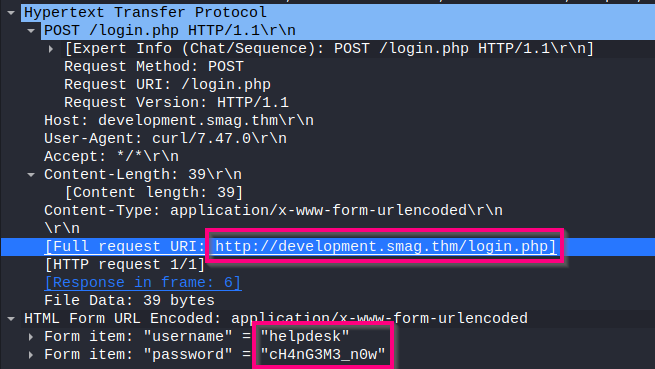 Hypertext Transfer Protocol
POST /login.php HTTP/1.1\r\n
[Expert Info (Chat/Sequence): POST /login.php HTTP/1.1\r\n]
Request Method: POST
Request URI: /login.php
Request Version: HTTP/1.1
Host: development.smag.thm\r\n
User-Agent: curl/7.47.0\r\n
Accept: */*\r\n
Content-Length: 39\r\n
[Content length: 39]
Content-Type: application/x-www-form-urlencoded\r\n
\r\n
[Full request URI: http://development.smag.thm/login.php]
[HTTP request 1/1]
[Response in frame: 6]
File Data: 39 bytes
HTML Form URL Encoded: application/x-www-form-urlencoded
Form item: "username" = "helpdesk"
Form item: "password" = "cH4nG3M3_n0w"